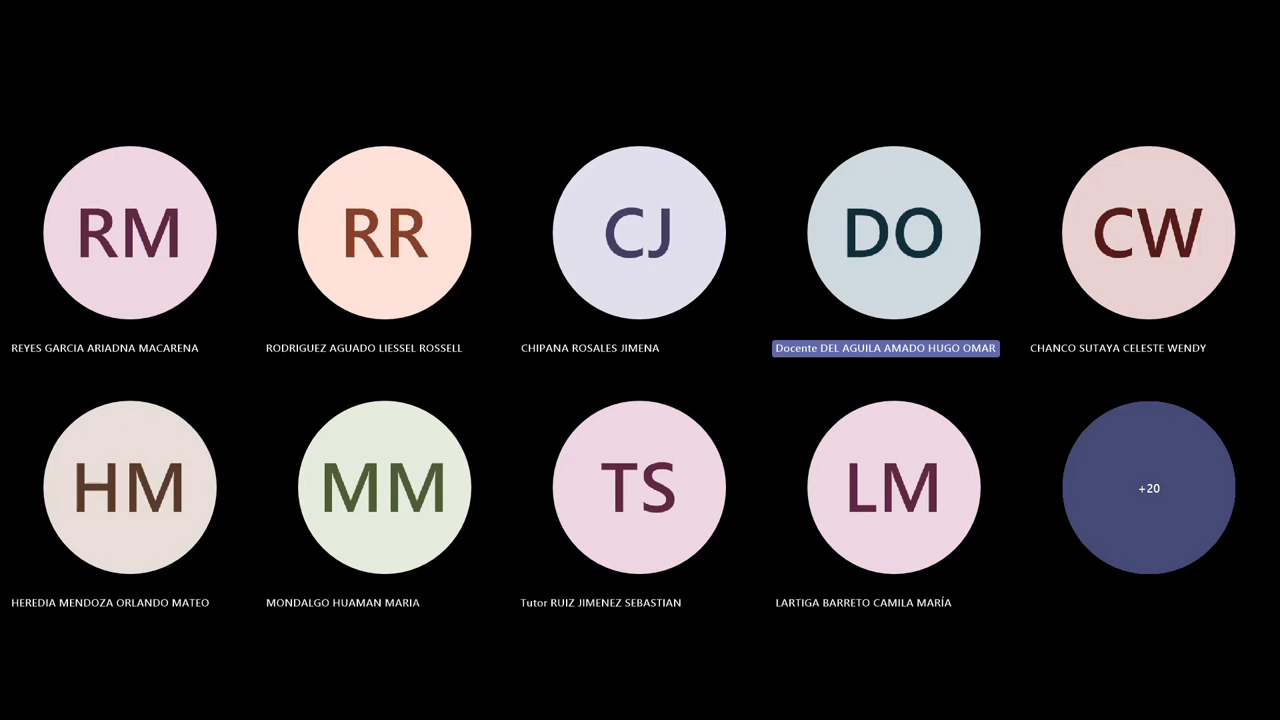 RM
RR
CJ
DO
CW
REYES GARCIA ARIADNA MACARENA
RODRIGUEZ AGUADO LIESSEL ROSSELL
CHIPANA ROSALES JIMENA
Docente DEL AGUILA AMADO HUGO OMAR
CHANCO SUTAYA CELESTE WENDY
HM
MM
TS
LM
+20
HEREDIA MENDOZA ORLANDO MATEO
MONDALGO HUAMAN MARIA
Tutor RUIZ JIMENEZ SEBASTIAN
LARTIGA BARRETO CAMILA MARÍA